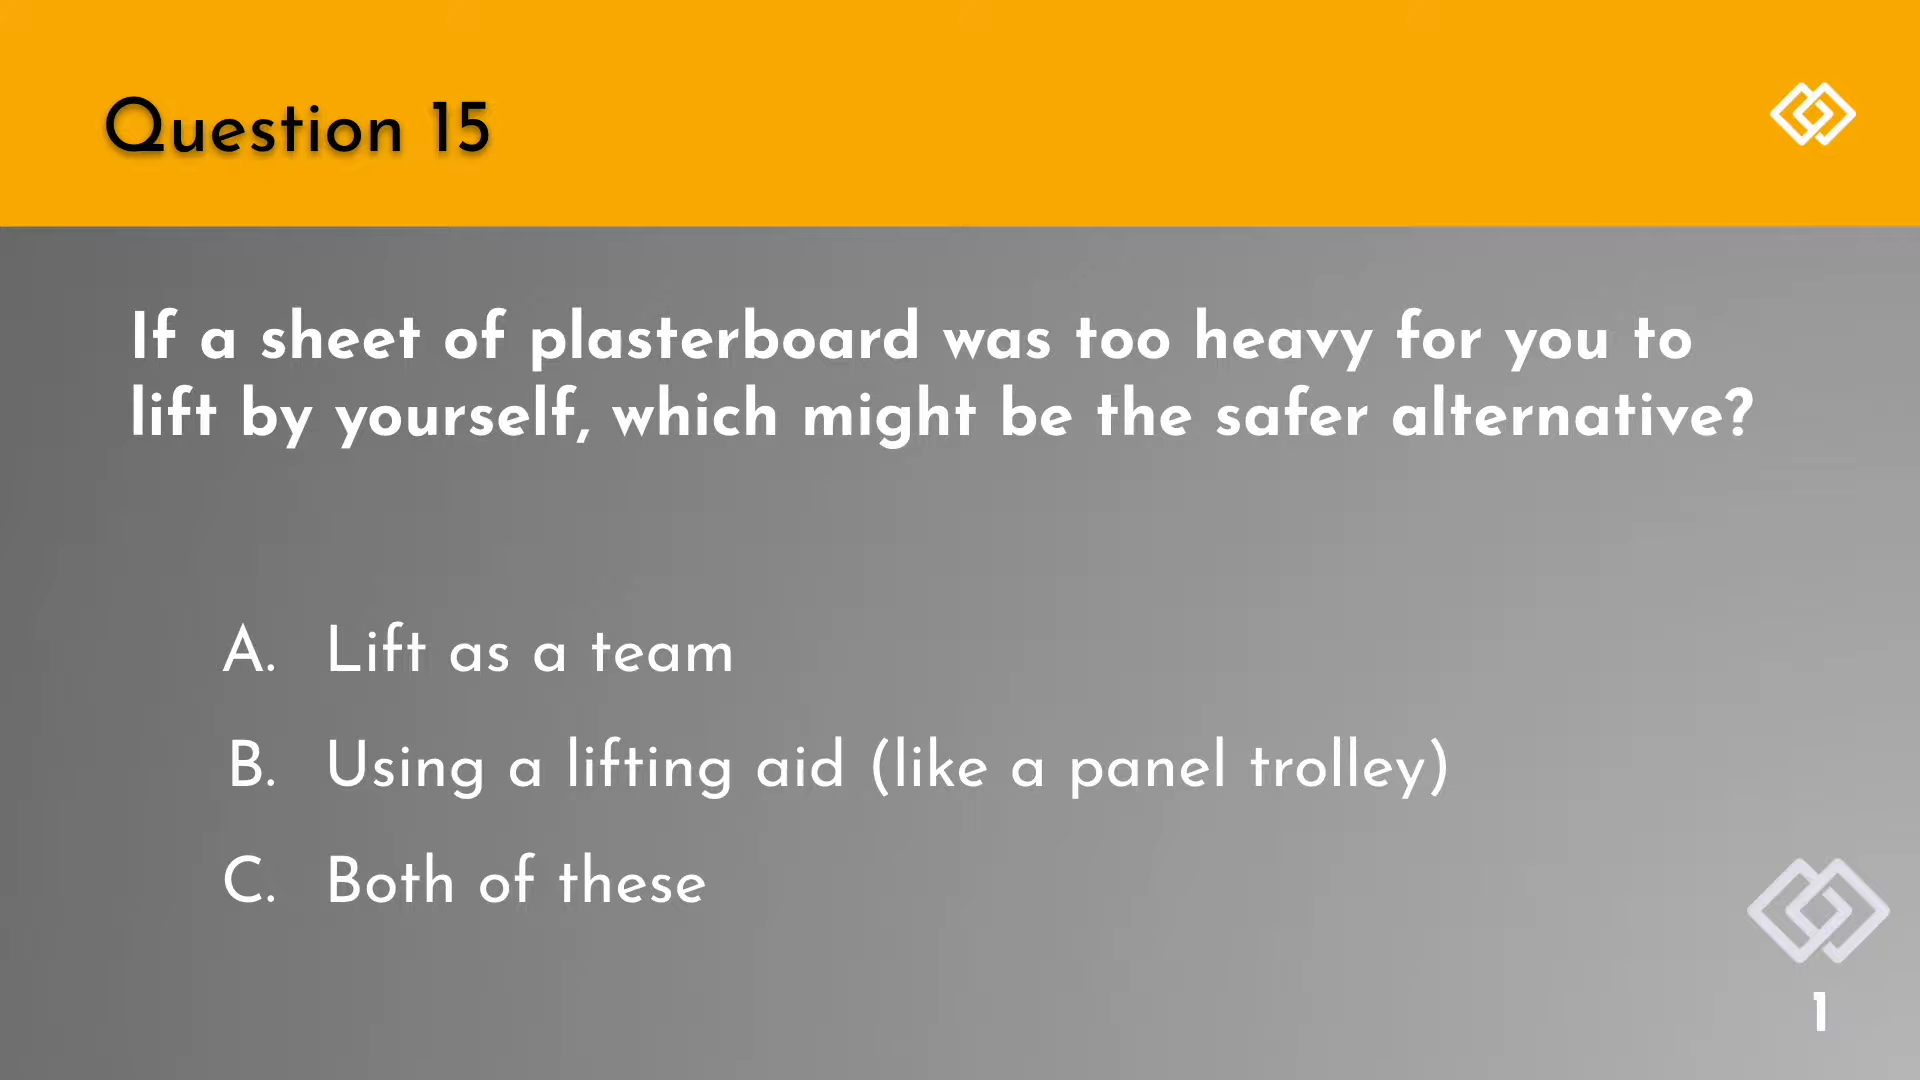 Question 15
If a sheet of plasterboard was too heavy for you to
lift by yourself, which might be the safer alternative?
A. Lift as a team
B. Using a lifting aid (like a panel trolley)
C. Both of these
1